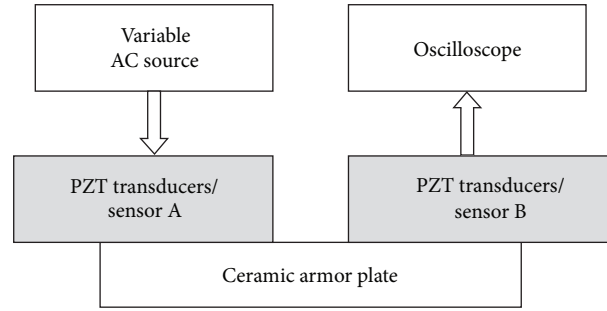 Variable
AC source
Oscilloscope
PZT transducers/
sensor A
PZT transducers/
sensor B
Ceramic armor plate